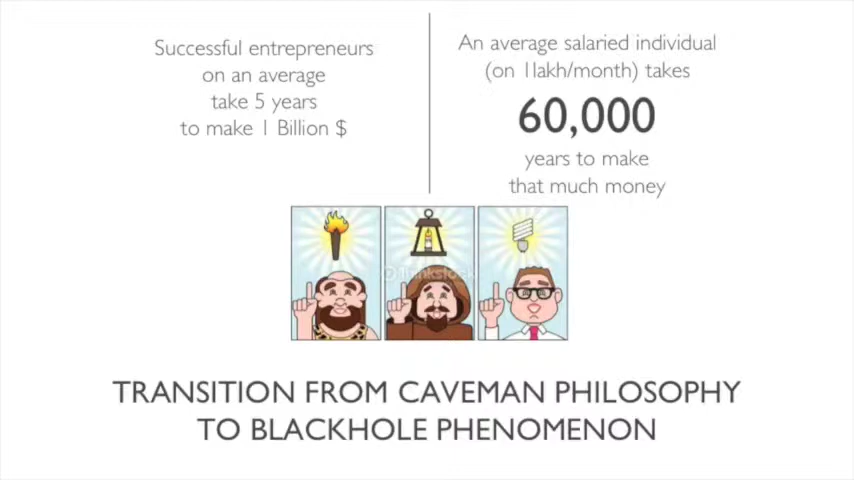 Successful entrepreneurs
on an average
take 5 years
to make 1 Billion $
An average salaried individual
(on 1lakh/month) takes
60,000
years to make
that much money
Thinkstock
TRANSITION FROM CAVEMAN PHILOSOPHY
TO BLACKHOLE PHENOMENON